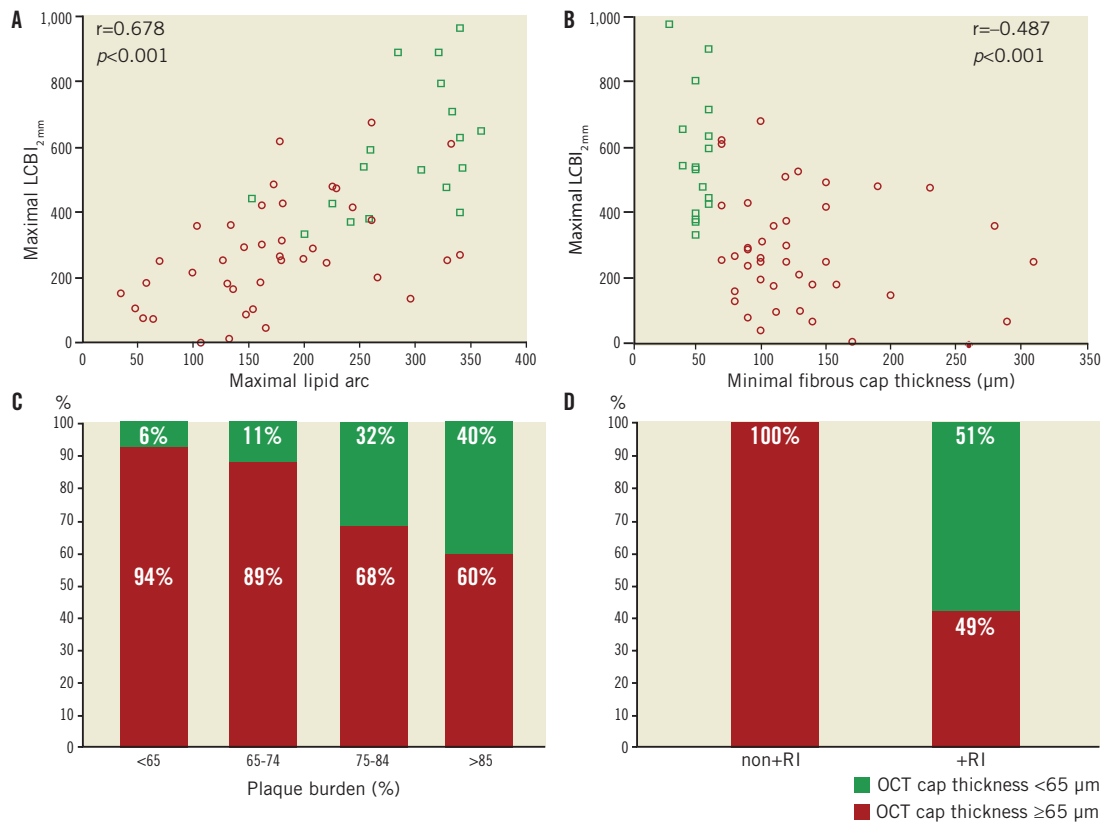 A
r=0.678
p<0.001
Maximal LCBI2 mm
1,000
800
600
400
200
0
0 50 100 150 200 250 300 350 400
Maximal lipid arc
B
r=–0.487
p<0.001
Maximal LCBI2 mm
1,000
800
600
400
200
0
0 50 100 150 200 250 300 350
Minimal fibrous cap thickness (µm)
C
%
100
90
80
70
60
50
40
30
20
10
0
6% 11% 32% 40%
94% 89% 68% 60%
<65 65-74 75-84 >85
Plaque burden (%)
D
%
100
90
80
70
60
50
40
30
20
10
0
100% 51%
49%
non+RI +RI
OCT cap thickness <65 µm
OCT cap thickness ≥65 µm